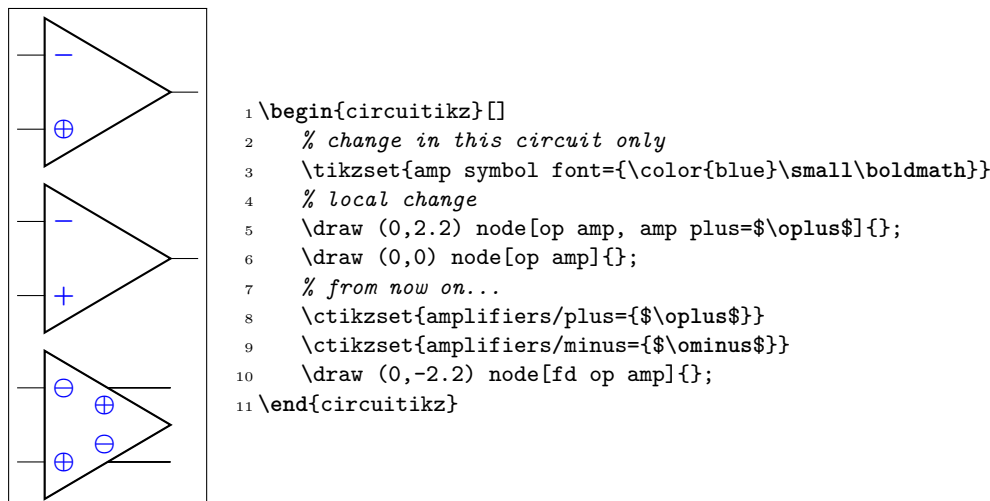 −
⊕
−
+
⊖
⊕
⊖
⊕
1 \begin{circuitikz}[]
2     % change in this circuit only
3     \tikzset{amp symbol font={\color{blue}\small\boldmath}}
4     % local change
5     \draw (0,2.2) node[op amp, amp plus=$\oplus$]{};
6     \draw (0,0) node[op amp]{};
7     % from now on...
8     \ctikzset{amplifiers/plus={$\oplus$}}
9     \ctikzset{amplifiers/minus={$\ominus$}}
10     \draw (0,-2.2) node[fd op amp]{};
11 \end{circuitikz}